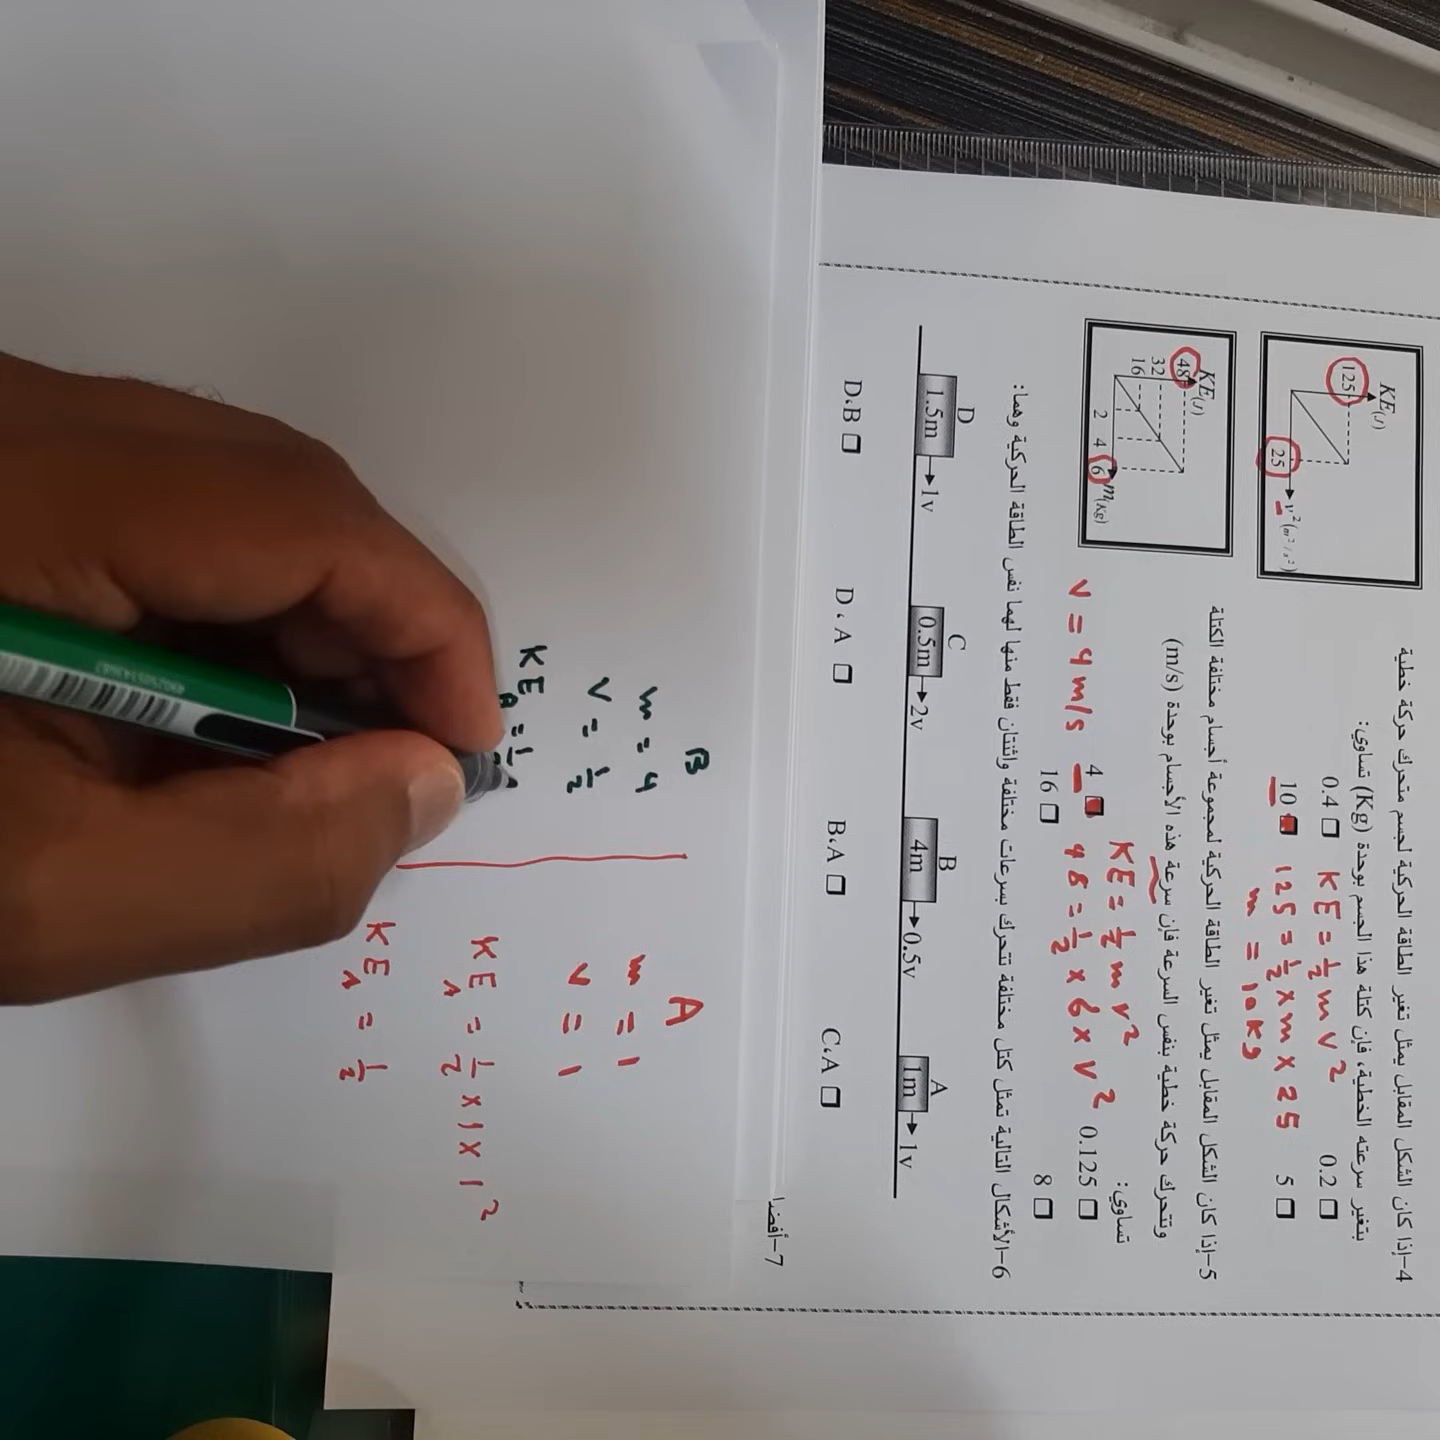 4-إذا كان الشكل المقابل يمثل تغير الطاقة الحركية لجسم متحرك حركة خطية
بتغير سرعته الخطية، فإن كتلة هذا الجسم بوحدة (Kg) تساوي:
0.2 ☐ 0.4 ☐
5 ☐ 10
KE = 1/2 m v²
125 = 1/2 × m × 25
m = 10 kg
KE(J)
125
25
v²(m²/s²)
5-إذا كان الشكل المقابل يمثل تغير الطاقة الحركية لمجموعة أجسام مختلفة الكتلة
وتتحرك حركة خطية بنفس السرعة فإن سرعة هذه الأجسام بوحدة (m/s)
تساوي:
0.125 ☐ 4
8 ☐ 16 ☐
KE = 1/2 m v²
48 = 1/2 × 6 × v²
v = 4 m/s
KE(J)
48
32
16
2 4 6
m(Kg)
6-الأشكال التالية تمثل كتل مختلفة تتحرك بسرعات مختلفة واثنتان فقط منها لهما نفس الطاقة الحركية وهما:
D C B A
1.5m 1v 0.5m 2v 4m 0.5v 1m 1v
C،A ☐ B،A ☐ D،A ☐ D،B ☐
7-أفضل
A
m = 1
v = 1
KE_A = 1/2 × 1 × 1²
KE_A = 1/2
B
m = 4
v = 1/2
KE